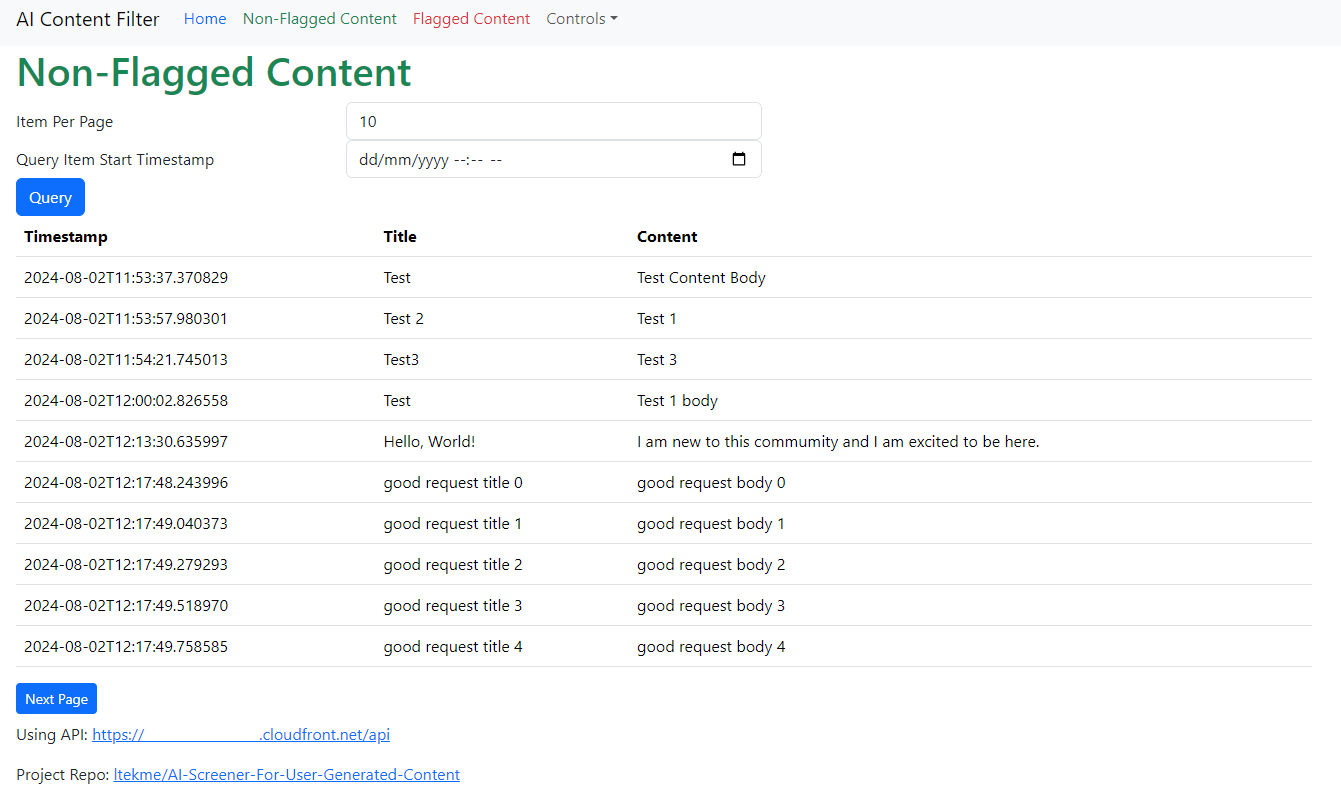 AI Content Filter Home Non-Flagged Content Flagged Content Controls
Non-Flagged Content
Item Per Page 10
Query Item Start Timestamp dd/mm/yyyy --:-- --
Query
Timestamp Title Content
2024-08-02T11:53:37.370829 Test Test Content Body
2024-08-02T11:53:57.980301 Test 2 Test 1
2024-08-02T11:54:21.745013 Test3 Test 3
2024-08-02T12:00:02.826558 Test Test 1 body
2024-08-02T12:13:30.635997 Hello, World! I am new to this commumity and I am excited to be here.
2024-08-02T12:17:48.243996 good request title 0 good request body 0
2024-08-02T12:17:49.040373 good request title 1 good request body 1
2024-08-02T12:17:49.279293 good request title 2 good request body 2
2024-08-02T12:17:49.518970 good request title 3 good request body 3
2024-08-02T12:17:49.758585 good request title 4 good request body 4
Next Page
Using API: https:// .cloudfront.net/api
Project Repo: ltekme/AI-Screener-For-User-Generated-Content